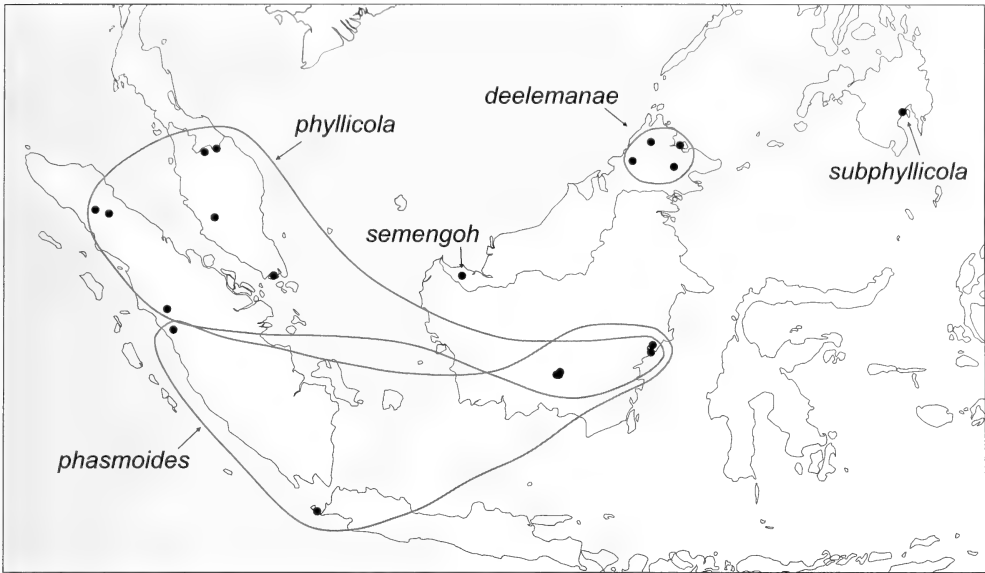 deelemanae
phyllicola
subphyllicola
semengoh
phasmoides